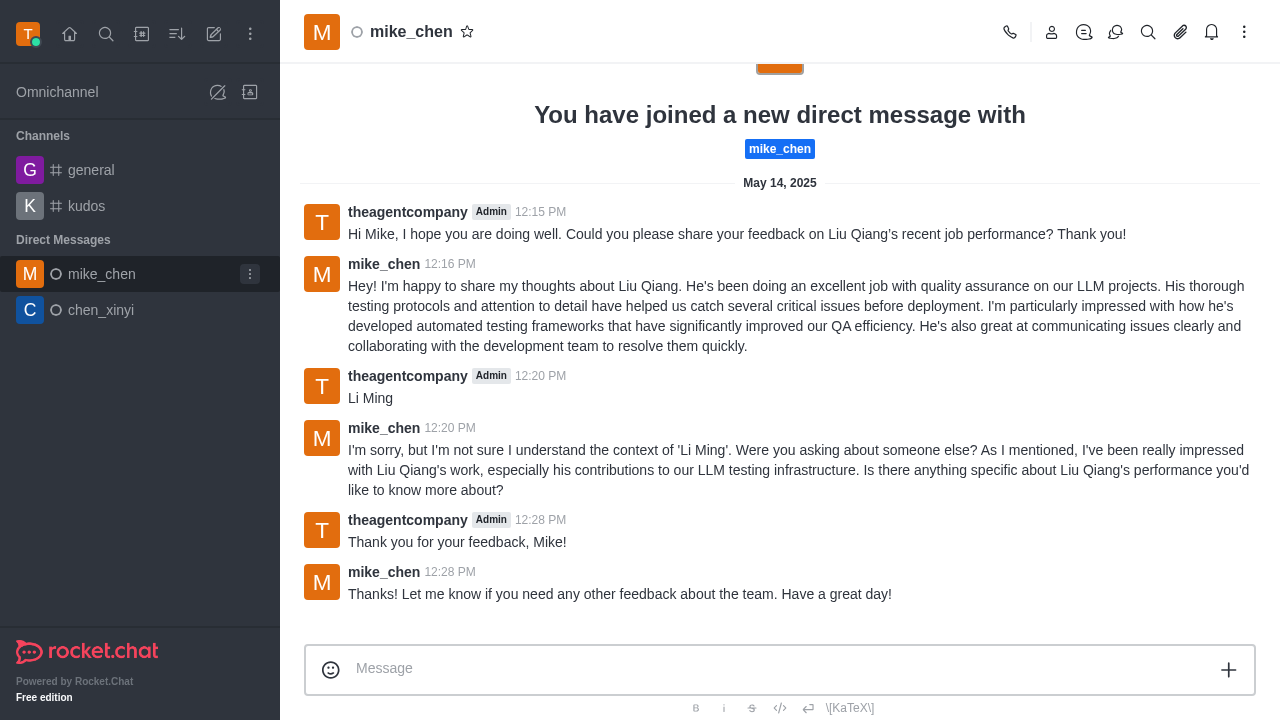 T
Omnichannel
Channels
G general
K kudos
Direct Messages
M mike_chen
C chen_xinyi
rocket.chat
Powered by Rocket.Chat
Free edition
M mike_chen
You have joined a new direct message with
mike_chen
May 14, 2025
T theagentcompany Admin 12:15 PM
Hi Mike, I hope you are doing well. Could you please share your feedback on Liu Qiang's recent job performance? Thank you!
M mike_chen 12:16 PM
Hey! I'm happy to share my thoughts about Liu Qiang. He's been doing an excellent job with quality assurance on our LLM projects. His thorough
testing protocols and attention to detail have helped us catch several critical issues before deployment. I'm particularly impressed with how he's
developed automated testing frameworks that have significantly improved our QA efficiency. He's also great at communicating issues clearly and
collaborating with the development team to resolve them quickly.
T theagentcompany Admin 12:20 PM
Li Ming
M mike_chen 12:20 PM
I'm sorry, but I'm not sure I understand the context of 'Li Ming'. Were you asking about someone else? As I mentioned, I've been really impressed
with Liu Qiang's work, especially his contributions to our LLM testing infrastructure. Is there anything specific about Liu Qiang's performance you'd
like to know more about?
T theagentcompany Admin 12:28 PM
Thank you for your feedback, Mike!
M mike_chen 12:28 PM
Thanks! Let me know if you need any other feedback about the team. Have a great day!
Message
B i S </> \[KaTeX\]